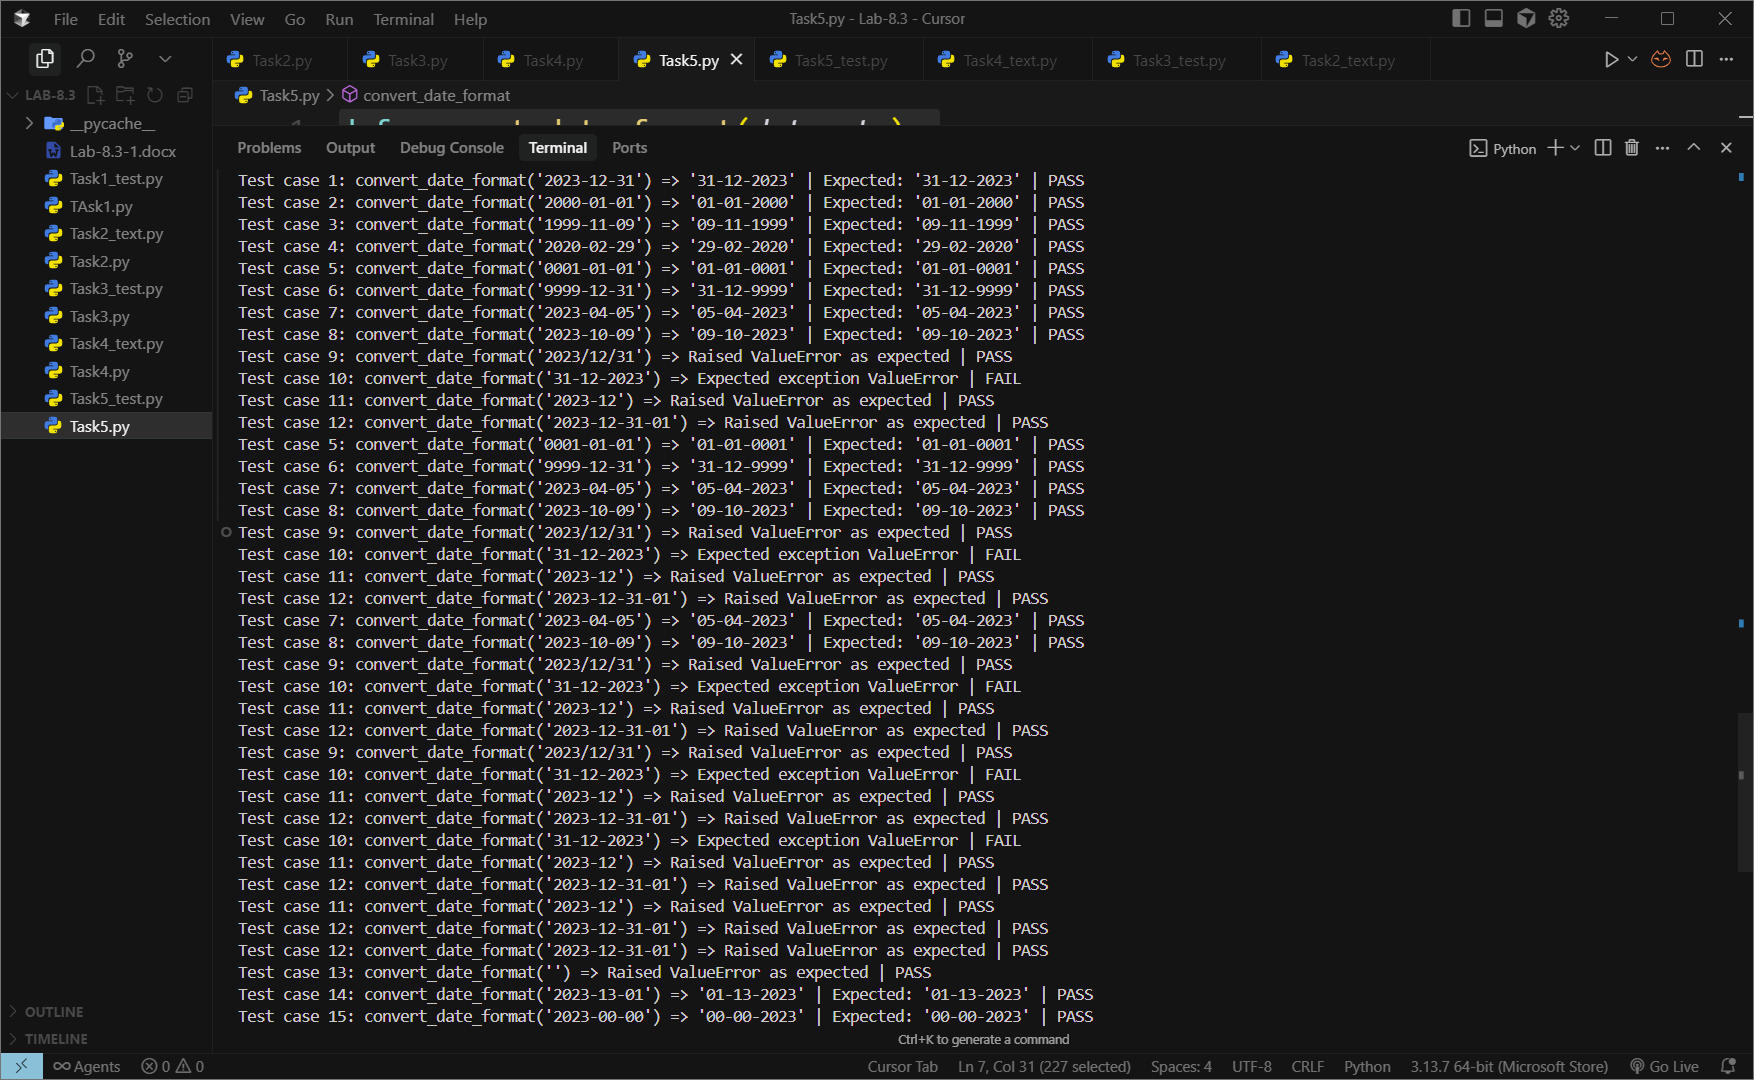 File Edit Selection View Go Run Terminal Help
Task5.py - Lab-8.3 - Cursor
Task2.py Task3.py Task4.py Task5.py Task5_test.py Task4_text.py Task3_test.py Task2_text.py
LAB-8.3
Task5.py > convert_date_format
__pycache__
Lab-8.3-1.docx
Task1_test.py
TAsk1.py
Task2_text.py
Task2.py
Task3_test.py
Task3.py
Task4_text.py
Task4.py
Task5_test.py
Task5.py
OUTLINE
TIMELINE
Problems Output Debug Console Terminal Ports
Python
Test case 1: convert_date_format('2023-12-31') => '31-12-2023' | Expected: '31-12-2023' | PASS
Test case 2: convert_date_format('2000-01-01') => '01-01-2000' | Expected: '01-01-2000' | PASS
Test case 3: convert_date_format('1999-11-09') => '09-11-1999' | Expected: '09-11-1999' | PASS
Test case 4: convert_date_format('2020-02-29') => '29-02-2020' | Expected: '29-02-2020' | PASS
Test case 5: convert_date_format('0001-01-01') => '01-01-0001' | Expected: '01-01-0001' | PASS
Test case 6: convert_date_format('9999-12-31') => '31-12-9999' | Expected: '31-12-9999' | PASS
Test case 7: convert_date_format('2023-04-05') => '05-04-2023' | Expected: '05-04-2023' | PASS
Test case 8: convert_date_format('2023-10-09') => '09-10-2023' | Expected: '09-10-2023' | PASS
Test case 9: convert_date_format('2023/12/31') => Raised ValueError as expected | PASS
Test case 10: convert_date_format('31-12-2023') => Expected exception ValueError | FAIL
Test case 11: convert_date_format('2023-12') => Raised ValueError as expected | PASS
Test case 12: convert_date_format('2023-12-31-01') => Raised ValueError as expected | PASS
Test case 5: convert_date_format('0001-01-01') => '01-01-0001' | Expected: '01-01-0001' | PASS
Test case 6: convert_date_format('9999-12-31') => '31-12-9999' | Expected: '31-12-9999' | PASS
Test case 7: convert_date_format('2023-04-05') => '05-04-2023' | Expected: '05-04-2023' | PASS
Test case 8: convert_date_format('2023-10-09') => '09-10-2023' | Expected: '09-10-2023' | PASS
Test case 9: convert_date_format('2023/12/31') => Raised ValueError as expected | PASS
Test case 10: convert_date_format('31-12-2023') => Expected exception ValueError | FAIL
Test case 11: convert_date_format('2023-12') => Raised ValueError as expected | PASS
Test case 12: convert_date_format('2023-12-31-01') => Raised ValueError as expected | PASS
Test case 7: convert_date_format('2023-04-05') => '05-04-2023' | Expected: '05-04-2023' | PASS
Test case 8: convert_date_format('2023-10-09') => '09-10-2023' | Expected: '09-10-2023' | PASS
Test case 9: convert_date_format('2023/12/31') => Raised ValueError as expected | PASS
Test case 10: convert_date_format('31-12-2023') => Expected exception ValueError | FAIL
Test case 11: convert_date_format('2023-12') => Raised ValueError as expected | PASS
Test case 12: convert_date_format('2023-12-31-01') => Raised ValueError as expected | PASS
Test case 9: convert_date_format('2023/12/31') => Raised ValueError as expected | PASS
Test case 10: convert_date_format('31-12-2023') => Expected exception ValueError | FAIL
Test case 11: convert_date_format('2023-12') => Raised ValueError as expected | PASS
Test case 12: convert_date_format('2023-12-31-01') => Raised ValueError as expected | PASS
Test case 10: convert_date_format('31-12-2023') => Expected exception ValueError | FAIL
Test case 11: convert_date_format('2023-12') => Raised ValueError as expected | PASS
Test case 12: convert_date_format('2023-12-31-01') => Raised ValueError as expected | PASS
Test case 11: convert_date_format('2023-12') => Raised ValueError as expected | PASS
Test case 12: convert_date_format('2023-12-31-01') => Raised ValueError as expected | PASS
Test case 12: convert_date_format('2023-12-31-01') => Raised ValueError as expected | PASS
Test case 13: convert_date_format('') => Raised ValueError as expected | PASS
Test case 14: convert_date_format('2023-13-01') => '01-13-2023' | Expected: '01-13-2023' | PASS
Test case 15: convert_date_format('2023-00-00') => '00-00-2023' | Expected: '00-00-2023' | PASS
Ctrl+K to generate a command
Agents 0 0 Cursor Tab Ln 7, Col 31 (227 selected) Spaces: 4 UTF-8 CRLF Python 3.13.7 64-bit (Microsoft Store) Go Live